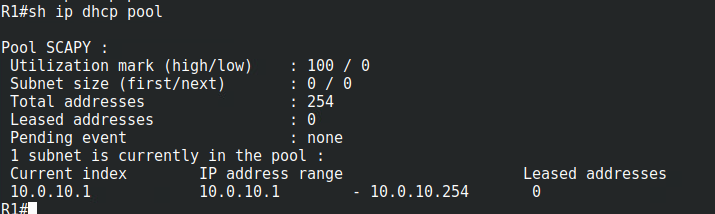 R1#sh ip dhcp pool
Pool SCAPY :
Utilization mark (high/low)    : 100 / 0
Subnet size (first/next)       : 0 / 0
Total addresses                : 254
Leased addresses               : 0
Pending event                  : none
1 subnet is currently in the pool :
Current index        IP address range                    Leased addresses
10.0.10.1            10.0.10.1        - 10.0.10.254       0
R1#